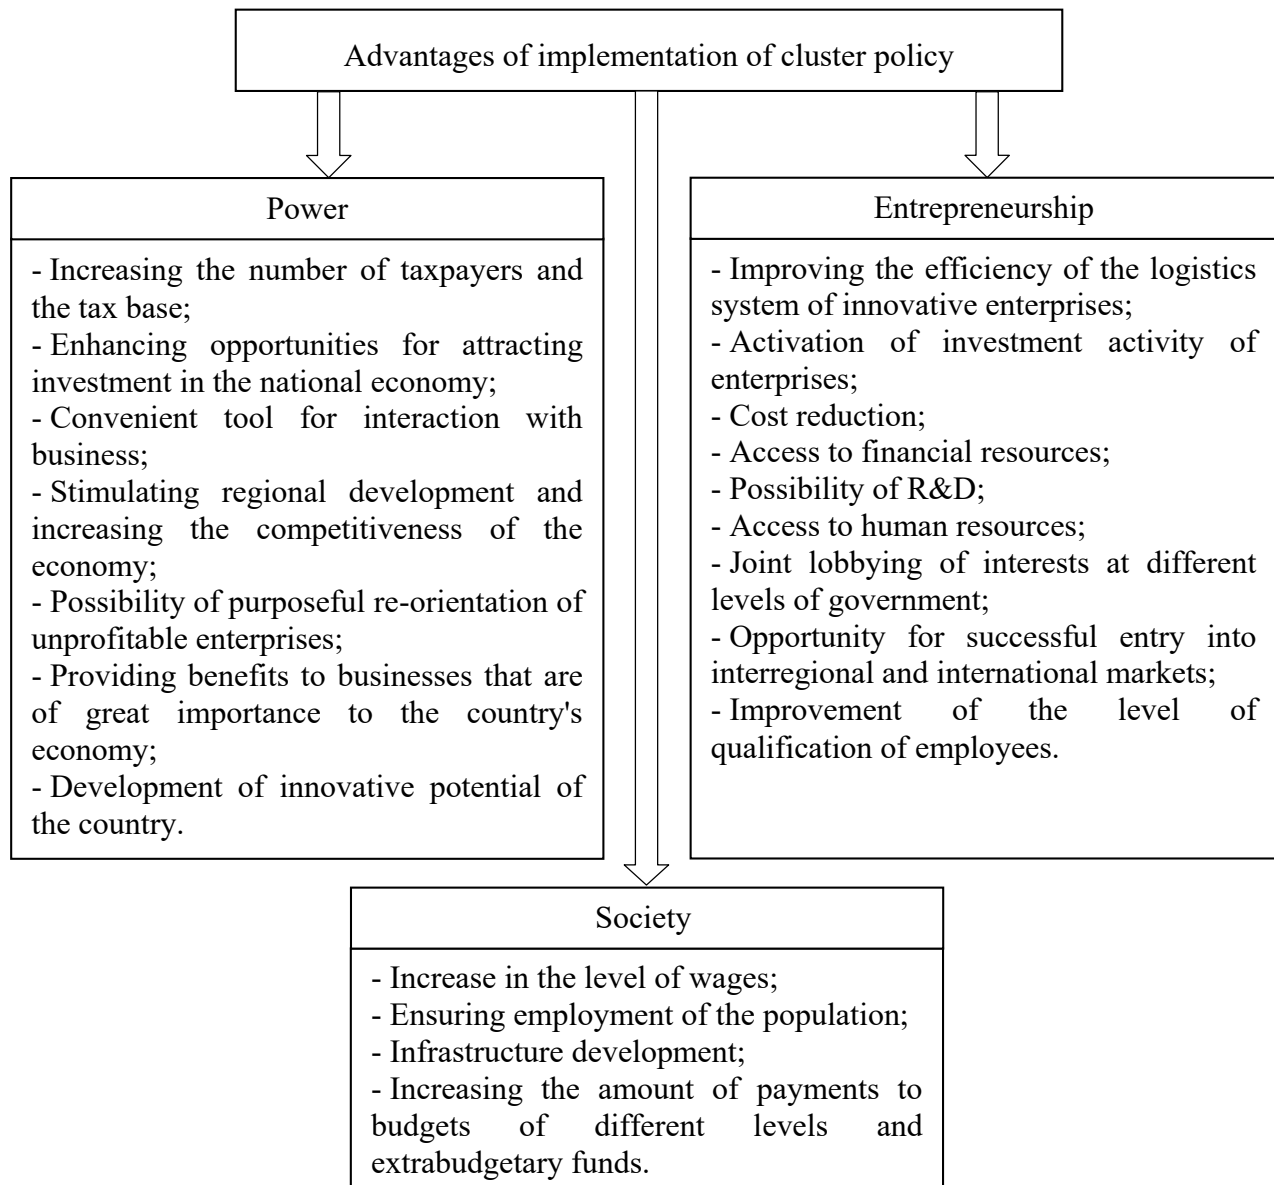 Advantages of implementation of cluster policy
Power
- Increasing the number of taxpayers and
the tax base;
- Enhancing opportunities for attracting
investment in the national economy;
- Convenient tool for interaction with
business;
- Stimulating regional development and
increasing the competitiveness of the
economy;
- Possibility of purposeful re-orientation of
unprofitable enterprises;
- Providing benefits to businesses that are
of great importance to the country's
economy;
- Development of innovative potential of
the country.
Entrepreneurship
- Improving the efficiency of the logistics
system of innovative enterprises;
- Activation of investment activity of
enterprises;
- Cost reduction;
- Access to financial resources;
- Possibility of R&D;
- Access to human resources;
- Joint lobbying of interests at different
levels of government;
- Opportunity for successful entry into
interregional and international markets;
- Improvement of the level of
qualification of employees.
Society
- Increase in the level of wages;
- Ensuring employment of the population;
- Infrastructure development;
- Increasing the amount of payments to
budgets of different levels and
extrabudgetary funds.